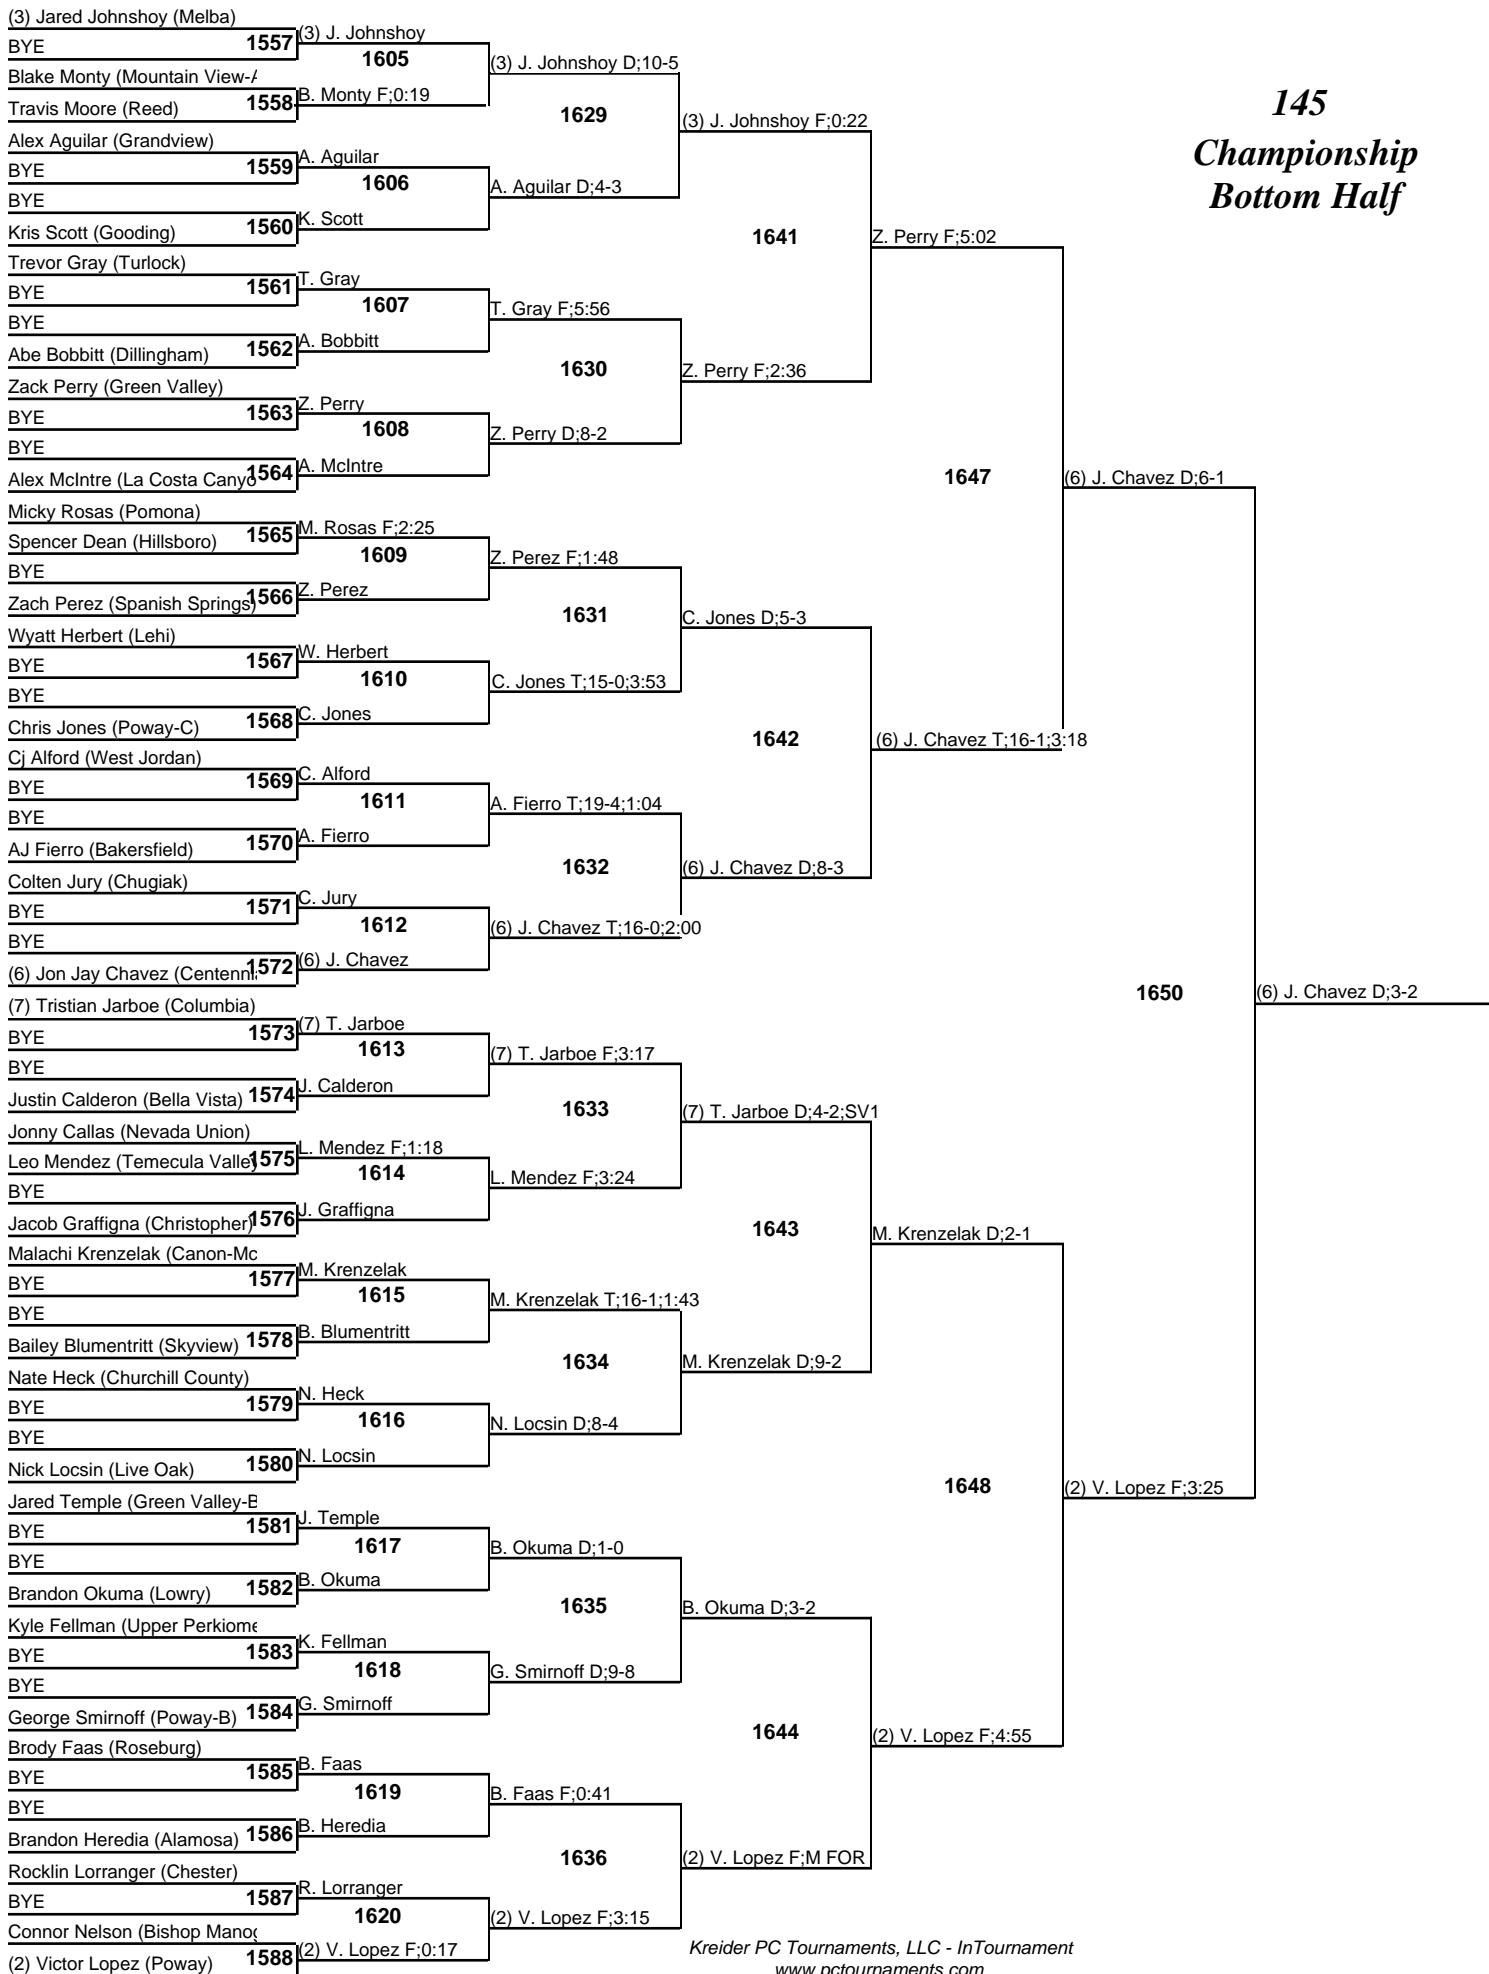 (3) Jared Johnshoy (Melba)
BYE
1557
Blake Monty (Mountain View-A
Travis Moore (Reed)
1558
Alex Aguilar (Grandview)
BYE
1559
BYE
Kris Scott (Gooding)
1560
Trevor Gray (Turlock)
BYE
1561
BYE
Abe Bobbitt (Dillingham)
1562
Zack Perry (Green Valley)
BYE
1563
BYE
Alex McIntre (La Costa Canyo
1564
Micky Rosas (Pomona)
Spencer Dean (Hillsboro)
1565
BYE
Zach Perez (Spanish Springs)
1566
Wyatt Herbert (Lehi)
BYE
1567
BYE
Chris Jones (Poway-C)
1568
Cj Alford (West Jordan)
BYE
1569
BYE
AJ Fierro (Bakersfield)
1570
Colten Jury (Chugiak)
BYE
1571
BYE
(6) Jon Jay Chavez (Centenni
1572
(7) Tristian Jarboe (Columbia)
BYE
1573
BYE
Justin Calderon (Bella Vista)
1574
Jonny Callas (Nevada Union)
Leo Mendez (Temecula Valley
1575
BYE
Jacob Graffigna (Christopher)
1576
Malachi Krenzelak (Canon-Mc
BYE
1577
BYE
Bailey Blumentritt (Skyview)
1578
Nate Heck (Churchill County)
BYE
1579
BYE
Nick Locsin (Live Oak)
1580
Jared Temple (Green Valley-B
BYE
1581
BYE
Brandon Okuma (Lowry)
1582
Kyle Fellman (Upper Perkiome
BYE
1583
BYE
George Smirnoff (Poway-B)
1584
Brody Faas (Roseburg)
BYE
1585
BYE
Brandon Heredia (Alamosa)
1586
Rocklin Lorranger (Chester)
BYE
1587
Connor Nelson (Bishop Manog
(2) Victor Lopez (Poway)
1588
(3) J. Johnshoy
1605
B. Monty F;0:19
A. Aguilar
1606
K. Scott
T. Gray
1607
A. Bobbitt
Z. Perry
1608
A. McIntre
M. Rosas F;2:25
1609
Z. Perez
W. Herbert
1610
C. Jones
C. Alford
1611
A. Fierro
C. Jury
1612
(6) J. Chavez
(7) T. Jarboe
1613
J. Calderon
L. Mendez F;1:18
1614
J. Graffigna
M. Krenzelak
1615
B. Blumentritt
N. Heck
1616
N. Locsin
J. Temple
1617
B. Okuma
K. Fellman
1618
G. Smirnoff
B. Faas
1619
B. Heredia
R. Lorranger
1620
(2) V. Lopez F;0:17
(3) J. Johnshoy D;10-5
1629
A. Aguilar D;4-3
T. Gray F;5:56
1630
Z. Perry D;8-2
Z. Perez F;1:48
1631
C. Jones T;15-0;3:53
A. Fierro T;19-4;1:04
1632
(6) J. Chavez T;16-0;2:00
(7) T. Jarboe F;3:17
1633
L. Mendez F;3:24
M. Krenzelak T;16-1;1:43
1634
N. Locsin D;8-4
B. Okuma D;1-0
1635
G. Smirnoff D;9-8
B. Faas F;0:41
1636
(2) V. Lopez F;3:15
(3) J. Johnshoy F;0:22
1641
Z. Perry F;2:36
C. Jones D;5-3
1642
(6) J. Chavez D;8-3
(7) T. Jarboe D;4-2;SV1
1643
M. Krenzelak D;9-2
B. Okuma D;3-2
1644
(2) V. Lopez F;M FOR
Z. Perry F;5:02
1647
(6) J. Chavez T;16-1;3:18
M. Krenzelak D;2-1
1648
(2) V. Lopez F;4:55
(6) J. Chavez D;6-1
1650
(2) V. Lopez F;3:25
(6) J. Chavez D;3-2
145
Championship
Bottom Half
Kreider PC Tournaments, LLC - InTournament
www.pctournaments.com